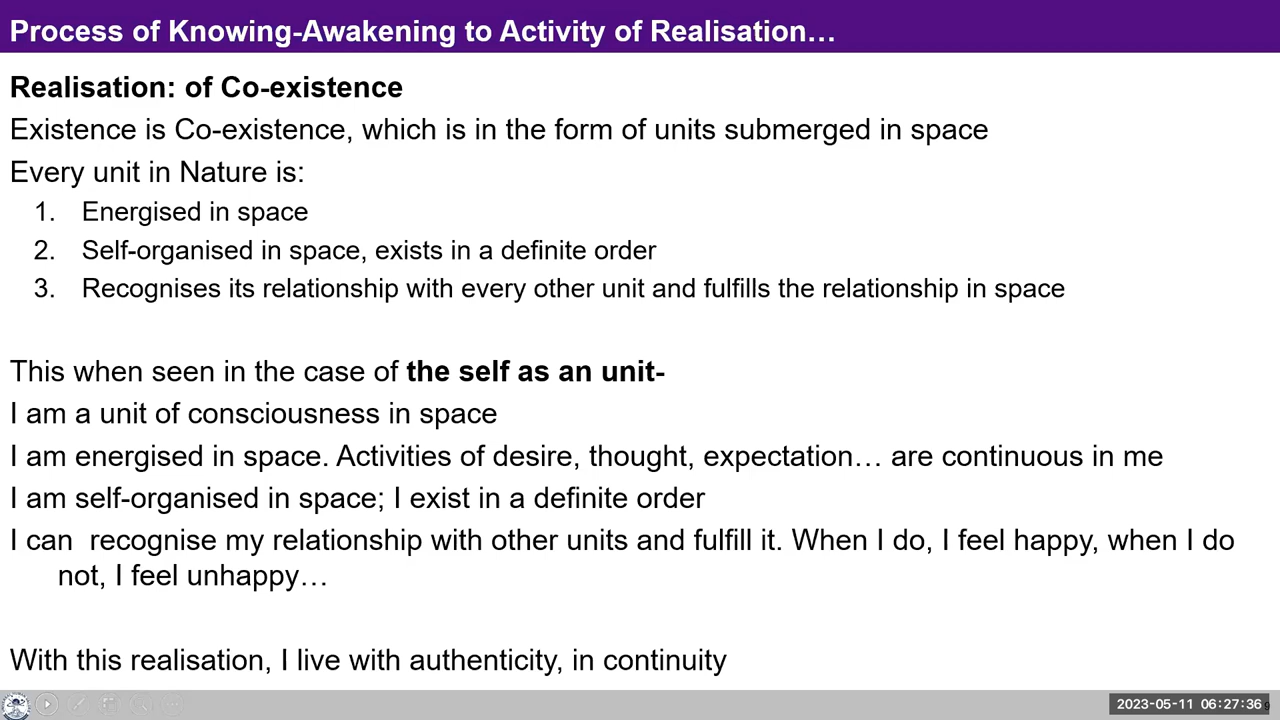 Process of Knowing-Awakening to Activity of Realisation…
Realisation: of Co-existence
Existence is Co-existence, which is in the form of units submerged in space
Every unit in Nature is:
1. Energised in space
2. Self-organised in space, exists in a definite order
3. Recognises its relationship with every other unit and fulfills the relationship in space
This when seen in the case of the self as an unit-
I am a unit of consciousness in space
I am energised in space. Activities of desire, thought, expectation… are continuous in me
I am self-organised in space; I exist in a definite order
I can  recognise my relationship with other units and fulfill it. When I do, I feel happy, when I do
not, I feel unhappy…
With this realisation, I live with authenticity, in continuity
2023-05-11 06:27:36